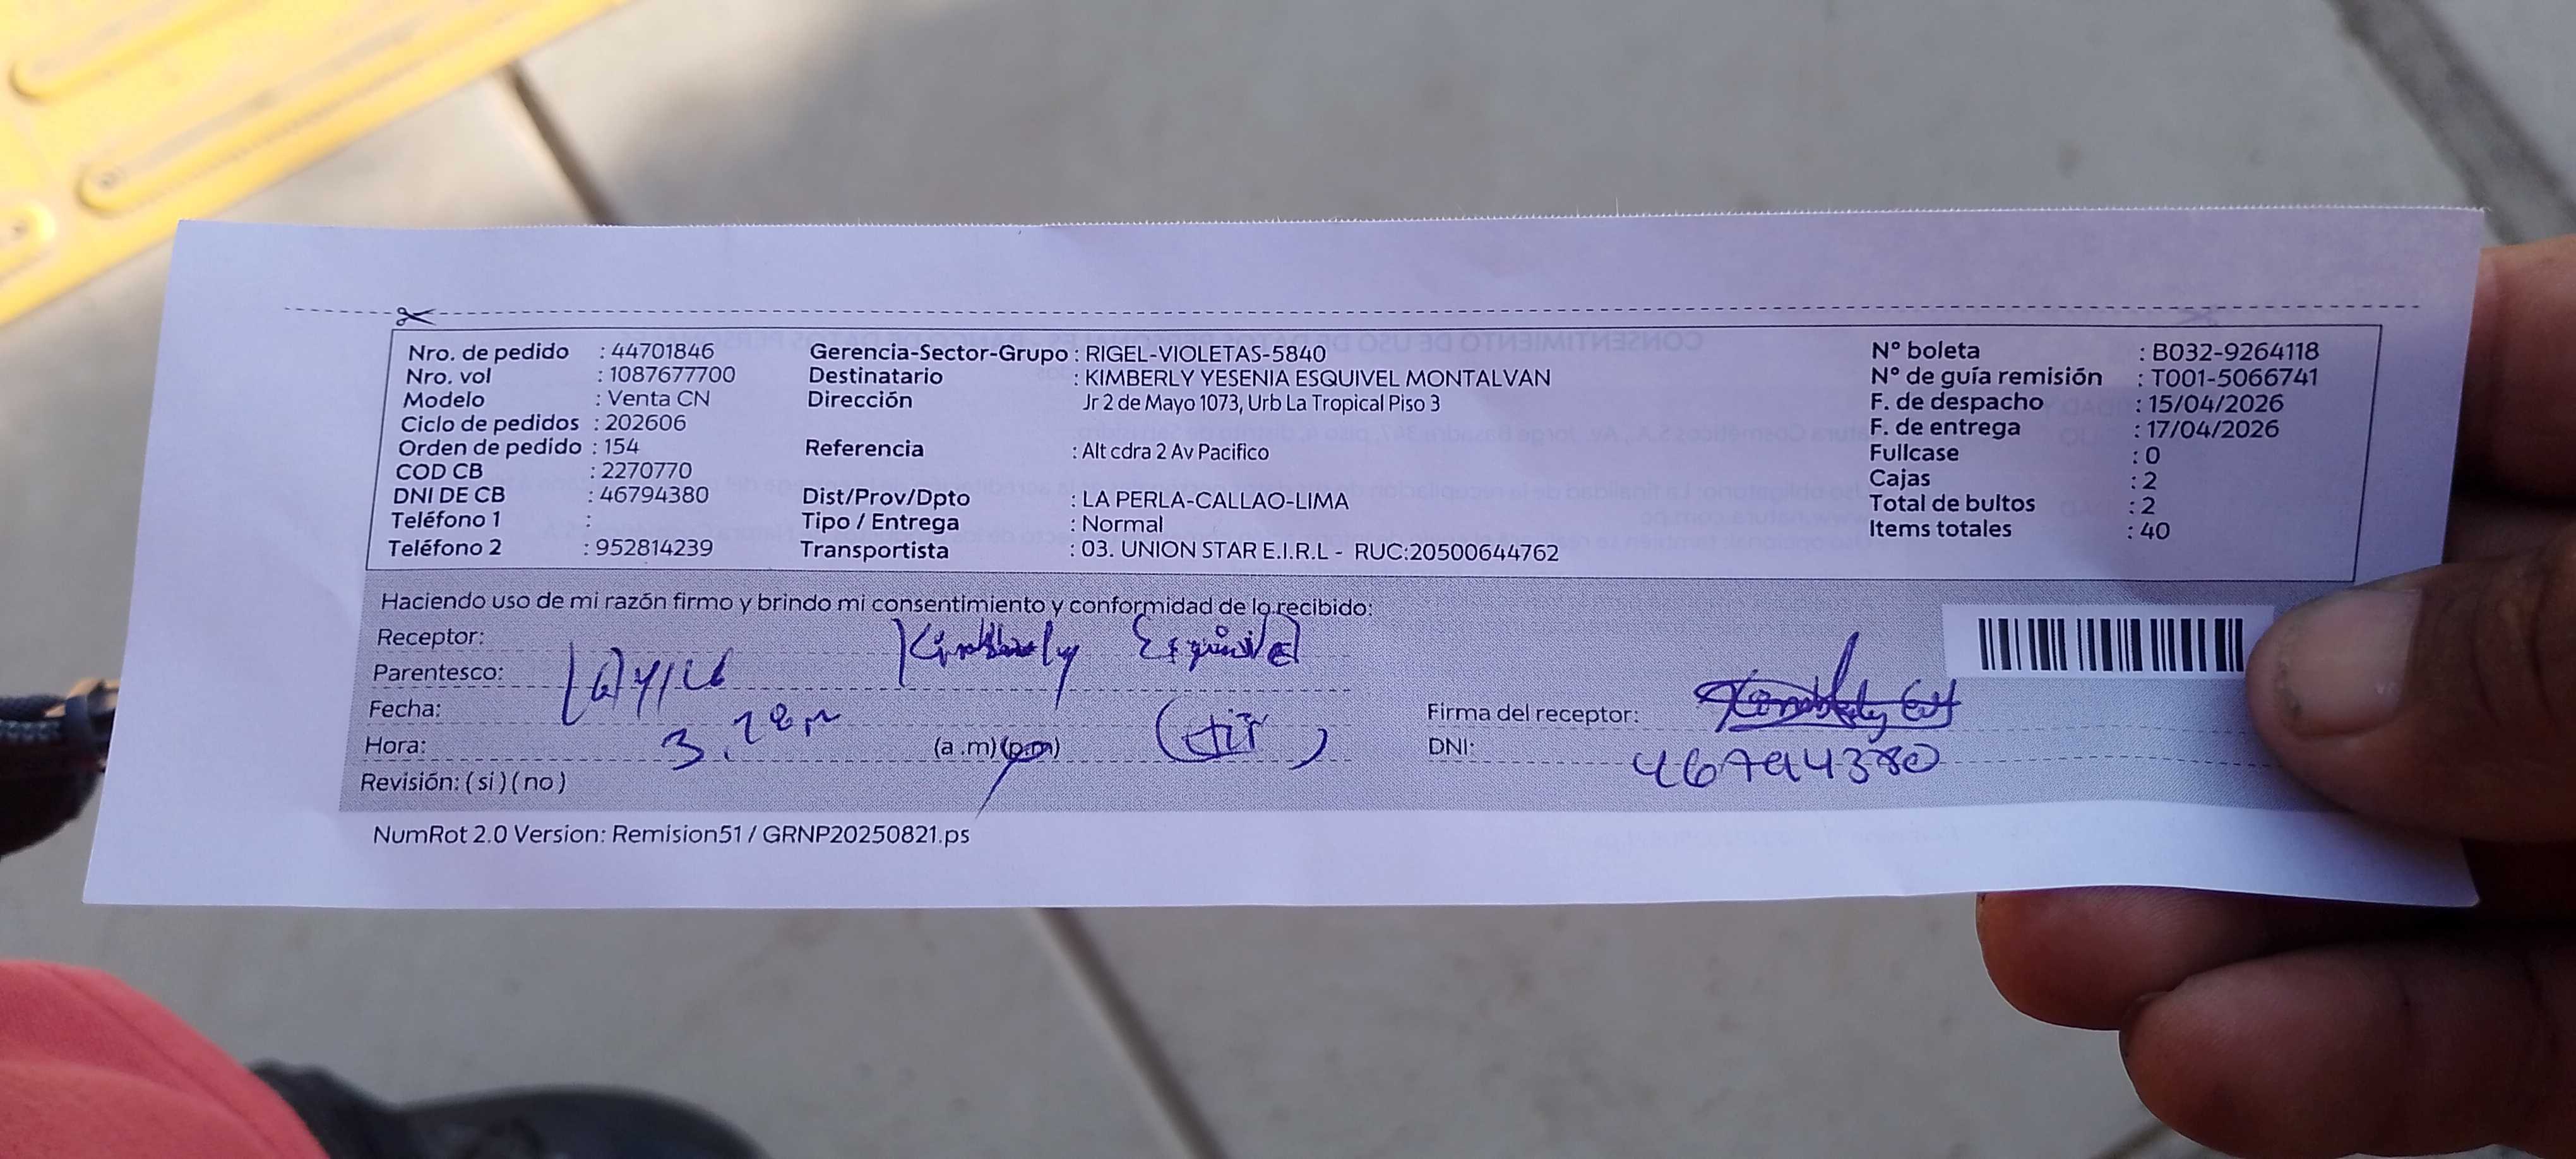 Nro. de pedido : 44701846 Gerencia-Sector-Grupo : RIGEL-VIOLETAS-5840 N° boleta : B032-9264118
Nro. vol : 1087677700 Destinatario : KIMBERLY YESENIA ESQUIVEL MONTALVAN N° de guía remisión : T001-5066741
Modelo : Venta CN Dirección Jr 2 de Mayo 1073, Urb La Tropical Piso 3 F. de despacho : 15/04/2026
Ciclo de pedidos : 202606 F. de entrega : 17/04/2026
Orden de pedido : 154 Referencia : Alt cdra 2 Av Pacifico Fullcase : 0
COD CB : 2270770 Cajas : 2
DNI DE CB : 46794380 Dist/Prov/Dpto : LA PERLA-CALLAO-LIMA Total de bultos : 2
Teléfono 1 : Tipo / Entrega : Normal Items totales : 40
Teléfono 2 : 952814239 Transportista : 03. UNION STAR E.I.R.L - RUC:20500644762
Haciendo uso de mi razón firmo y brindo mi consentimiento y conformidad de lo recibido:
Receptor: Kimberly Esquivel
Parentesco:
Fecha:
Firma del receptor:
Hora: (a .m) (p.m)
DNI: 46794380
Revisión: ( si ) ( no )
NumRot 2.0 Version: Remision51 / GRNP20250821.ps